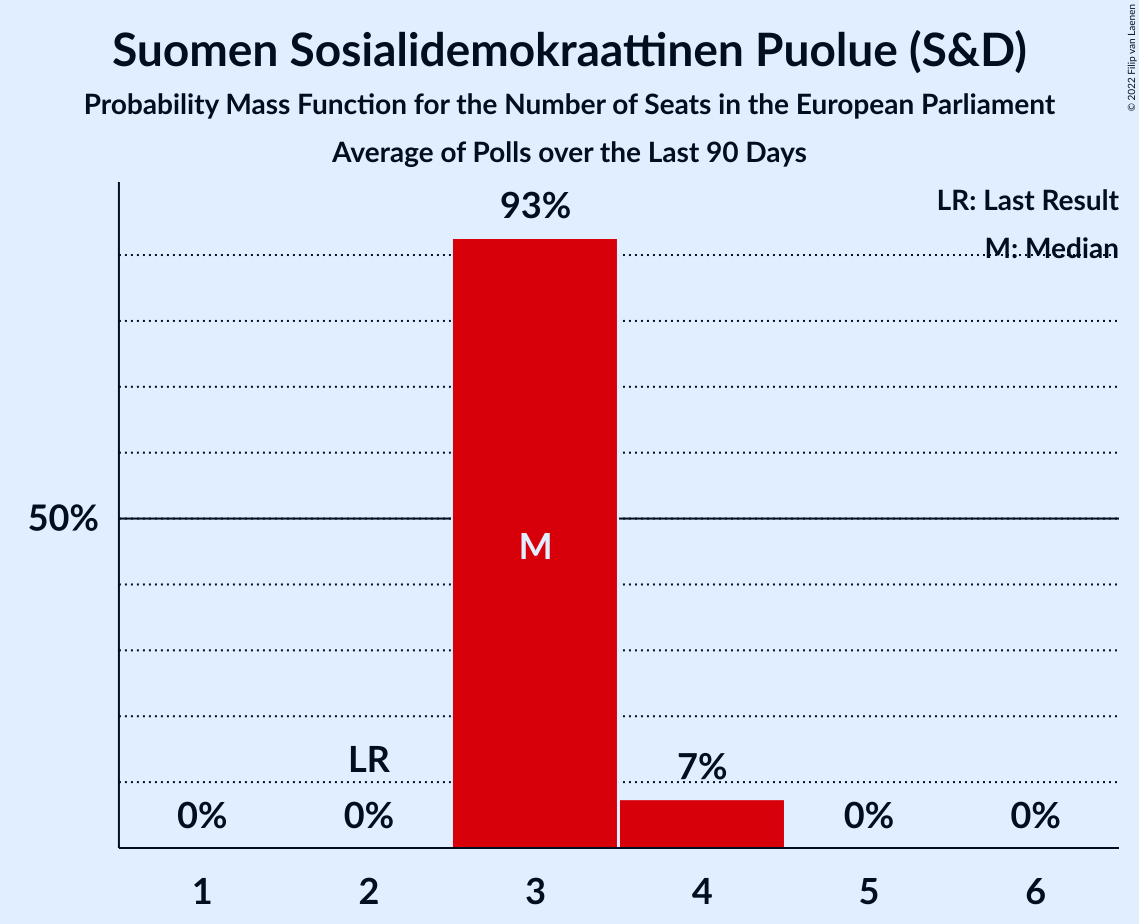 Suomen Sosialidemokraattinen Puolue (S&D)
Probability Mass Function for the Number of Seats in the European Parliament
Average of Polls over the Last 90 Days
© 2022 Filip van Laenen
LR: Last Result
M: Median
93%
50%
M
LR
7%
0% 0% 0% 0%
1 2 3 4 5 6